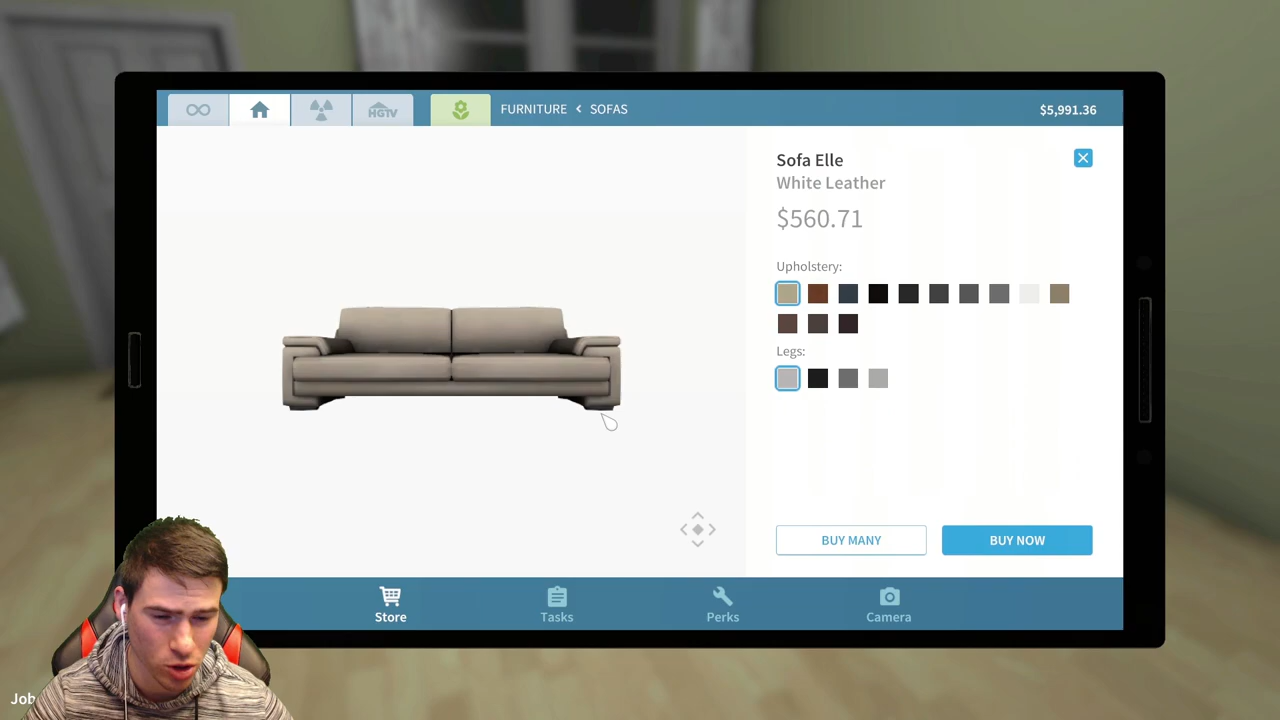 HGTV
FURNITURE < SOFAS
$5,991.36
Sofa Elle
White Leather
$560.71
Upholstery:
Legs:
BUY MANY
BUY NOW
Store
Tasks
Perks
Camera
Job